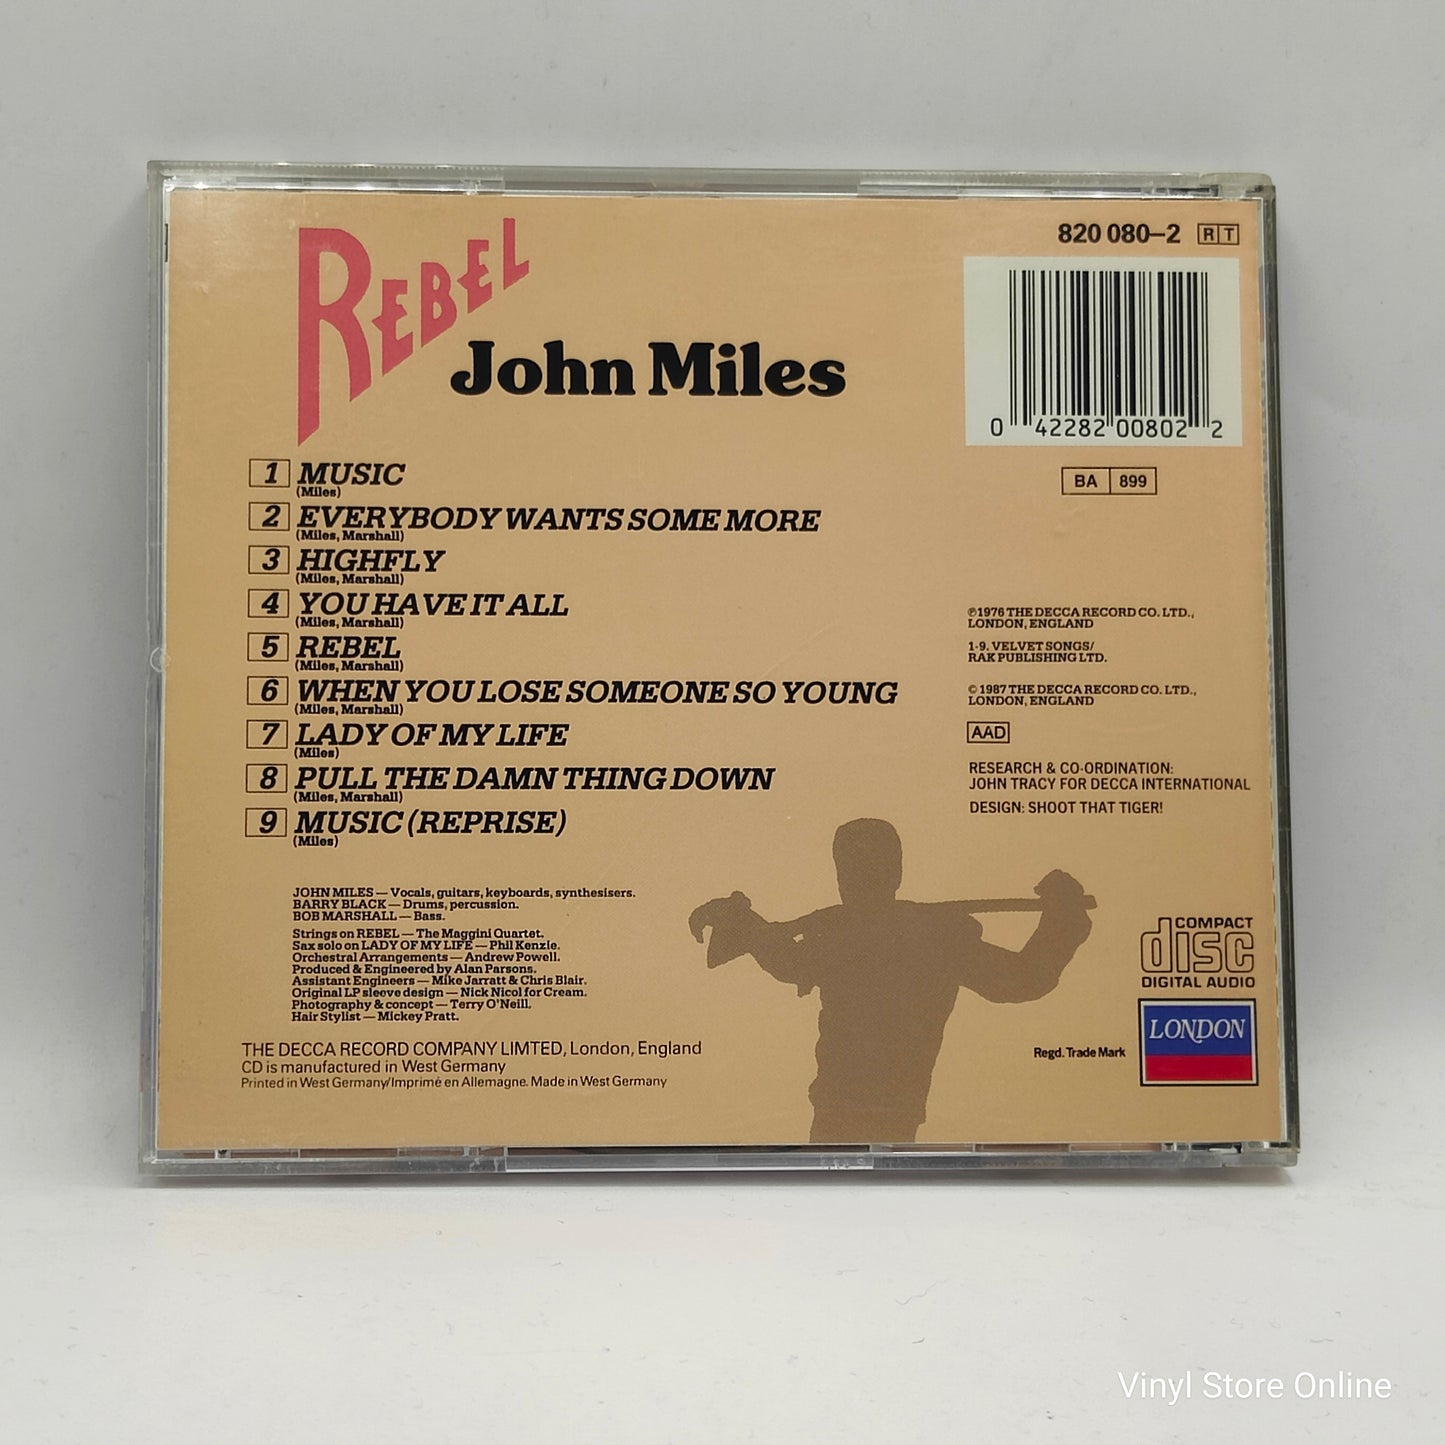 REBEL
John Miles
820 080–2 R T
0 42282 00802 2
BA 899
1 MUSIC
(Miles)
2 EVERYBODY WANTS SOME MORE
(Miles, Marshall)
3 HIGHFLY
(Miles, Marshall)
4 YOU HAVE IT ALL
(Miles, Marshall)
5 REBEL
(Miles, Marshall)
6 WHEN YOU LOSE SOMEONE SO YOUNG
(Miles, Marshall)
7 LADY OF MY LIFE
(Miles)
8 PULL THE DAMN THING DOWN
(Miles, Marshall)
9 MUSIC (REPRISE)
(Miles)
℗1976 THE DECCA RECORD CO. LTD.,
LONDON, ENGLAND
1-9. VELVET SONGS/
RAK PUBLISHING LTD.
© 1987 THE DECCA RECORD CO. LTD.,
LONDON, ENGLAND
AAD
RESEARCH & CO-ORDINATION:
JOHN TRACY FOR DECCA INTERNATIONAL
DESIGN: SHOOT THAT TIGER!
JOHN MILES — Vocals, guitars, keyboards, synthesisers.
BARRY BLACK — Drums, percussion.
BOB MARSHALL — Bass.
Strings on REBEL — The Maggini Quartet.
Sax solo on LADY OF MY LIFE — Phil Kenzie.
Orchestral Arrangements — Andrew Powell.
Produced & Engineered by Alan Parsons.
Assistant Engineers — Mike Jarratt & Chris Blair.
Original LP sleeve design — Nick Nicol for Cream.
Photography & concept — Terry O'Neill.
Hair Stylist — Mickey Pratt.
THE DECCA RECORD COMPANY LIMTED, London, England
CD is manufactured in West Germany
Printed in West Germany/Imprimé en Allemagne. Made in West Germany
COMPACT
disc
DIGITAL AUDIO
LONDON
Regd. Trade Mark
Vinyl Store Online